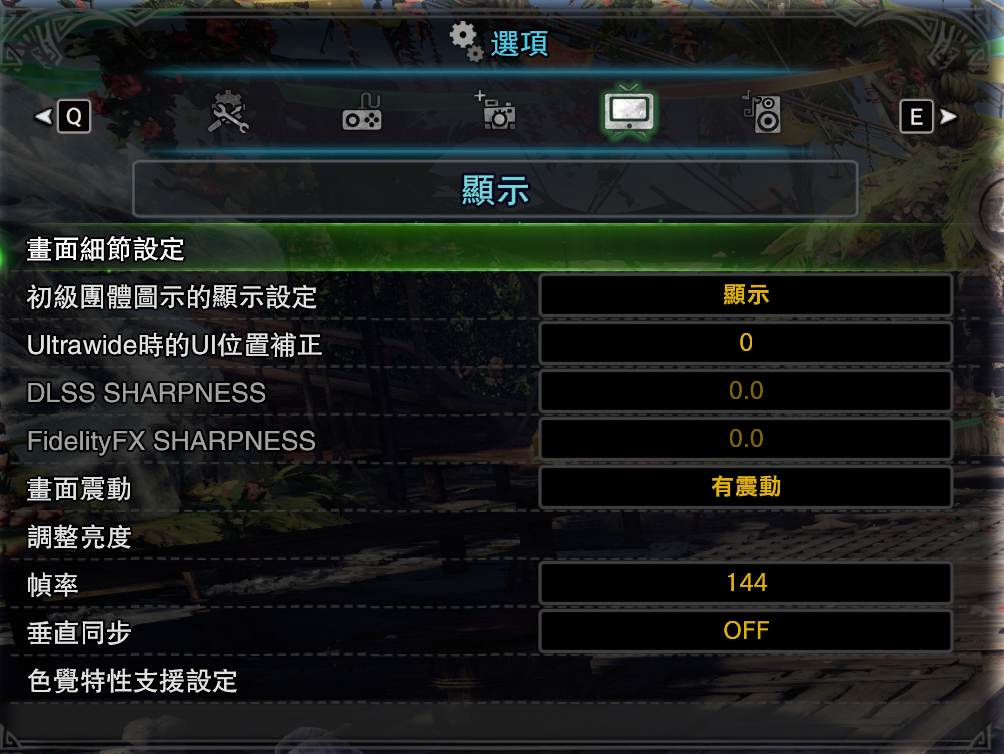 選項
Q
E
顯示
畫面細節設定
初級團體圖示的顯示設定 顯示
Ultrawide時的UI位置補正 0
DLSS SHARPNESS 0.0
FidelityFX SHARPNESS 0.0
畫面震動 有震動
調整亮度
幀率 144
垂直同步 OFF
色覺特性支援設定